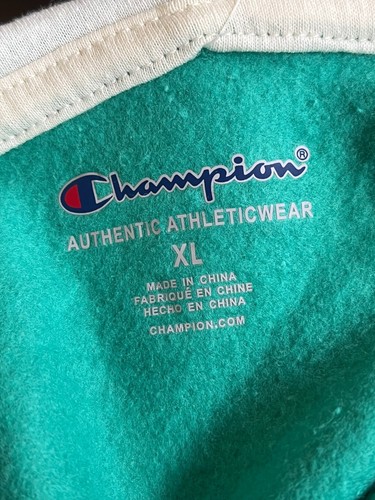 Champion®
AUTHENTIC ATHLETICWEAR
XL
MADE IN CHINA
FABRIQUÉ EN CHINE
HECHO EN CHINA
CHAMPION.COM